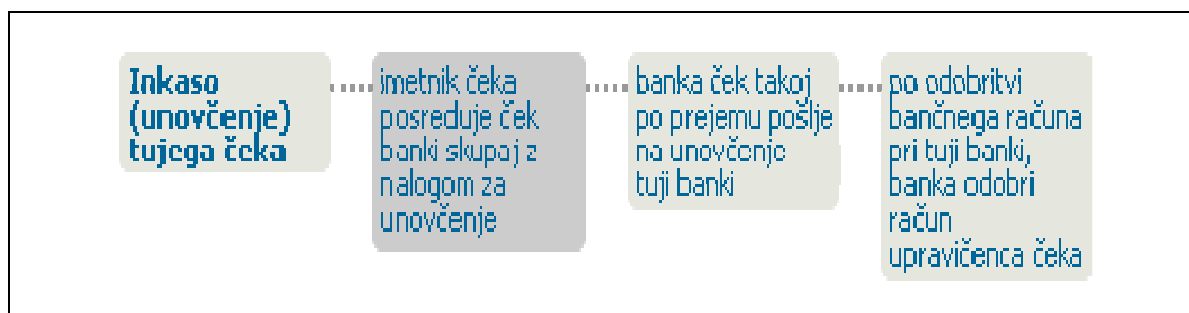 Inkaso
(unovčenje)
tujega čeka
imetnik čeka
posreduje ček
banki skupaj z
nalogom za
unovčenje
banka ček takoj
po prejemu pošlje
na unovčenje
tuji banki
po odobritvi
bančnega računa
pri tuji banki,
banka odobri
račun
upravičenca čeka